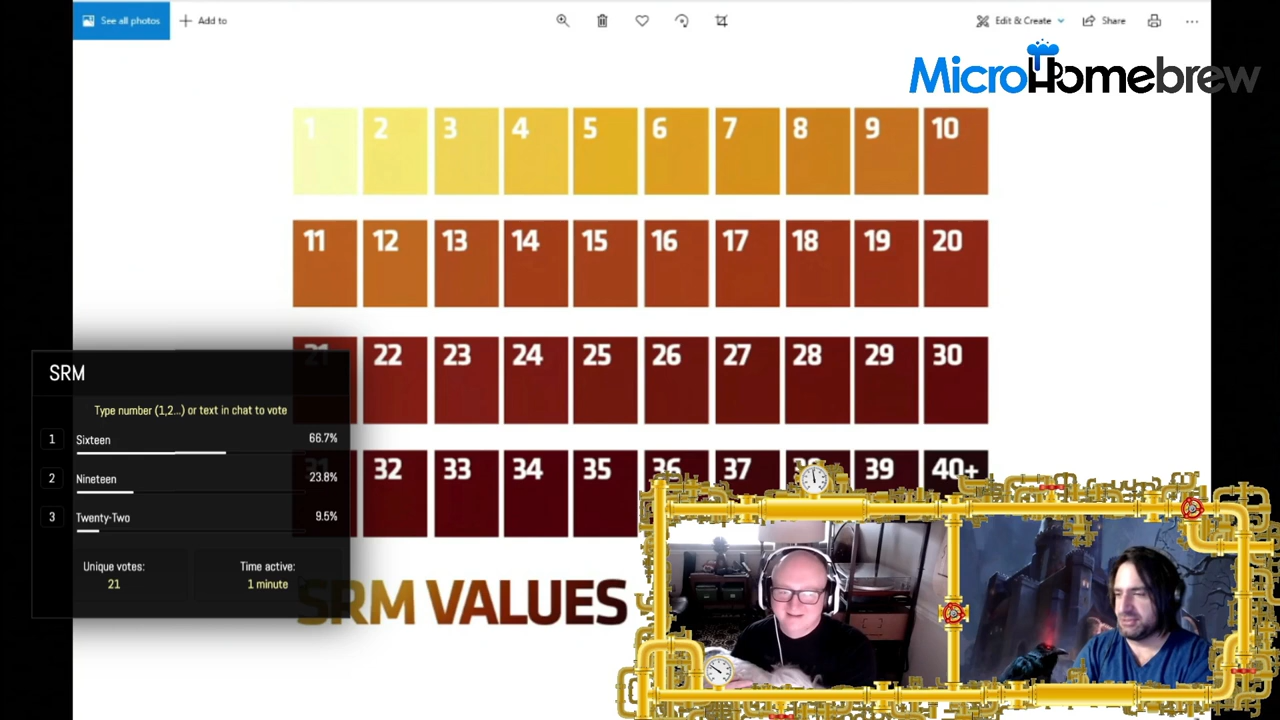 See all photos
Add to
Edit & Create
Share
MicroHomebrew
1 2 3 4 5 6 7 8 9 10
11 12 13 14 15 16 17 18 19 20
21 22 23 24 25 26 27 28 29 30
31 32 33 34 35 36 37 38 39 40+
SRM
Type number (1,2...) or text in chat to vote
1 Sixteen 66.7%
2 Nineteen 23.8%
3 Twenty-Two 9.5%
Unique votes: Time active:
21 1 minute
SRM VALUES